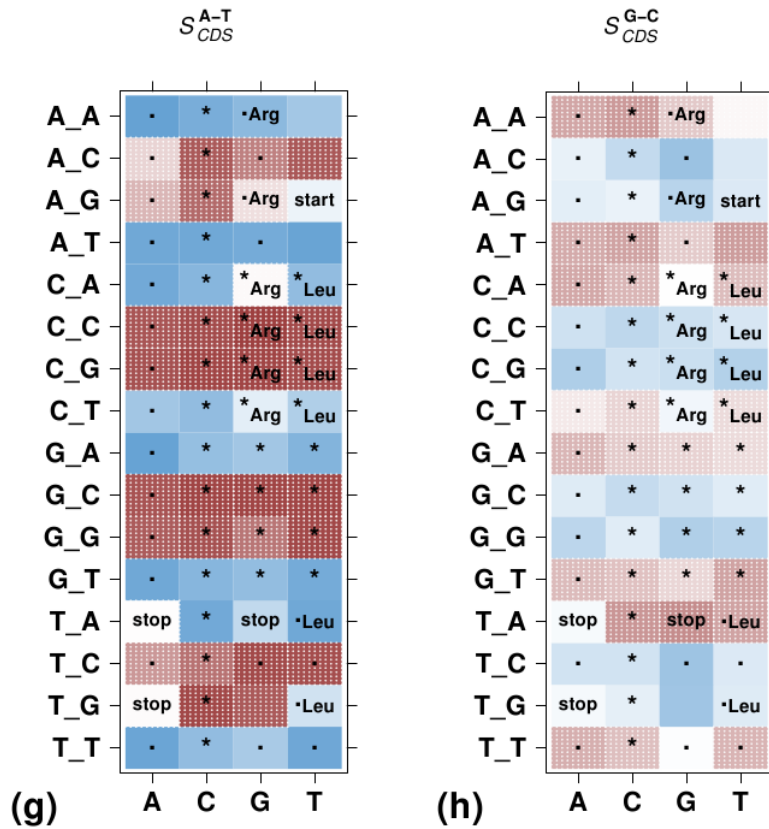 S_CDS^A–T
A_A · * ·Arg
A_C · * ·
A_G · * ·Arg start
A_T · * ·
C_A · * *Arg *Leu
C_C · * *Arg *Leu
C_G · * *Arg *Leu
C_T · * *Arg *Leu
G_A · * * *
G_C · * * *
G_G · * * *
G_T · * * *
T_A stop * stop ·Leu
T_C · * · ·
T_G stop * ·Leu
T_T · * · ·
A C G T
(g)
S_CDS^G–C
A_A · * ·Arg
A_C · * ·
A_G · * ·Arg start
A_T · * ·
C_A · * *Arg *Leu
C_C · * *Arg *Leu
C_G · * *Arg *Leu
C_T · * *Arg *Leu
G_A · * * *
G_C · * * *
G_G · * * *
G_T · * * *
T_A stop * stop ·Leu
T_C · * · ·
T_G stop * ·Leu
T_T · * · ·
A C G T
(h)